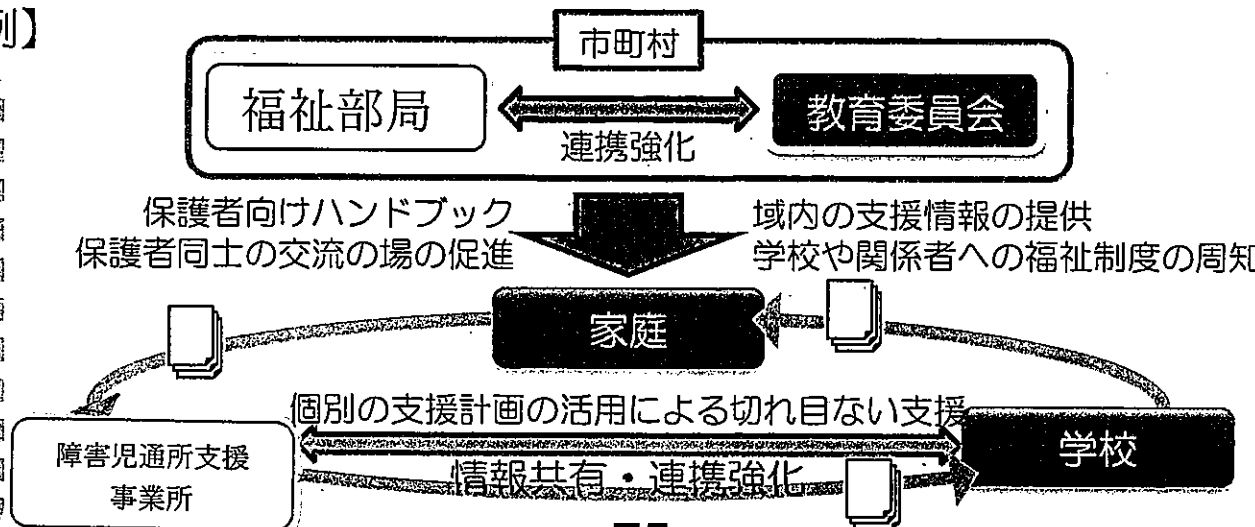 例】
市町村
福祉部局
教育委員会
連携強化
保護者向けハンドブック
保護者同士の交流の場の促進
域内の支援情報の提供
学校や関係者への福祉制度の周知
家庭
個別の支援計画の活用による切れ目ない支援
障害児通所支援
事業所
学校
情報共有・連携強化